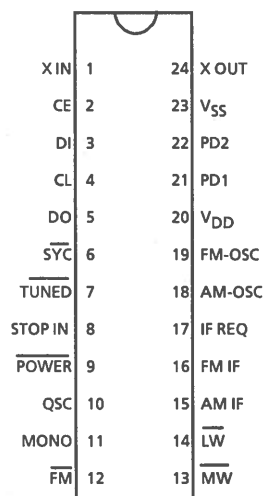 X IN 1 24 X OUT
CE 2 23 VSS
DI 3 22 PD2
CL 4 21 PD1
DO 5 20 VDD
SYC 6 19 FM-OSC
TUNED 7 18 AM-OSC
STOP IN 8 17 IF REQ
POWER 9 16 FM IF
QSC 10 15 AM IF
MONO 11 14 LW
FM 12 13 MW